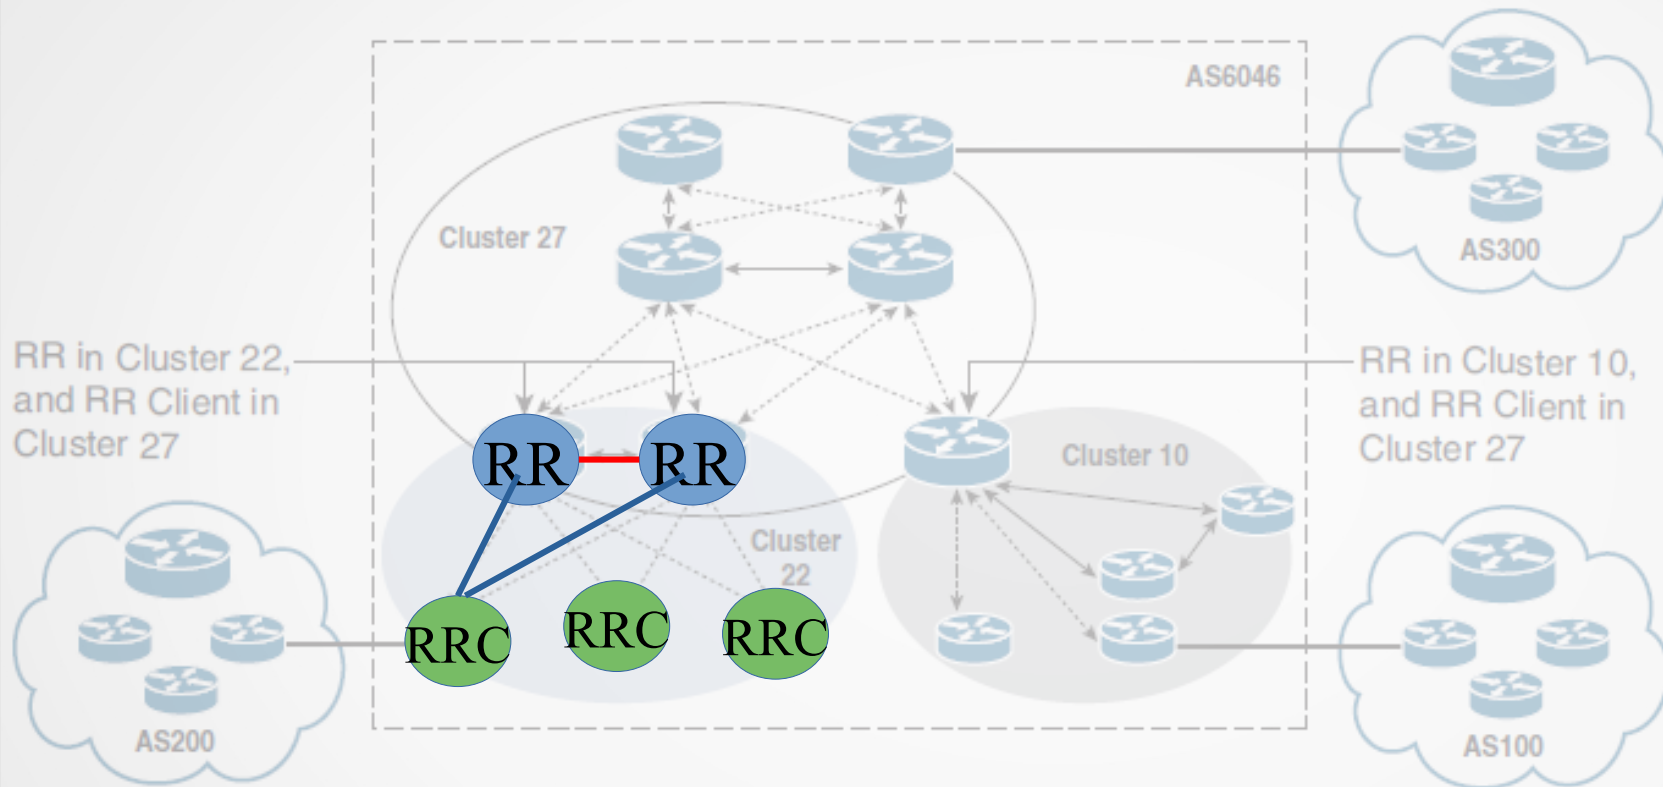 AS6046
Cluster 27
AS300
RR in Cluster 22,
and RR Client in
Cluster 27
RR in Cluster 10,
and RR Client in
Cluster 27
RR
RR
Cluster 10
Cluster
22
RRC
RRC
RRC
AS200
AS100